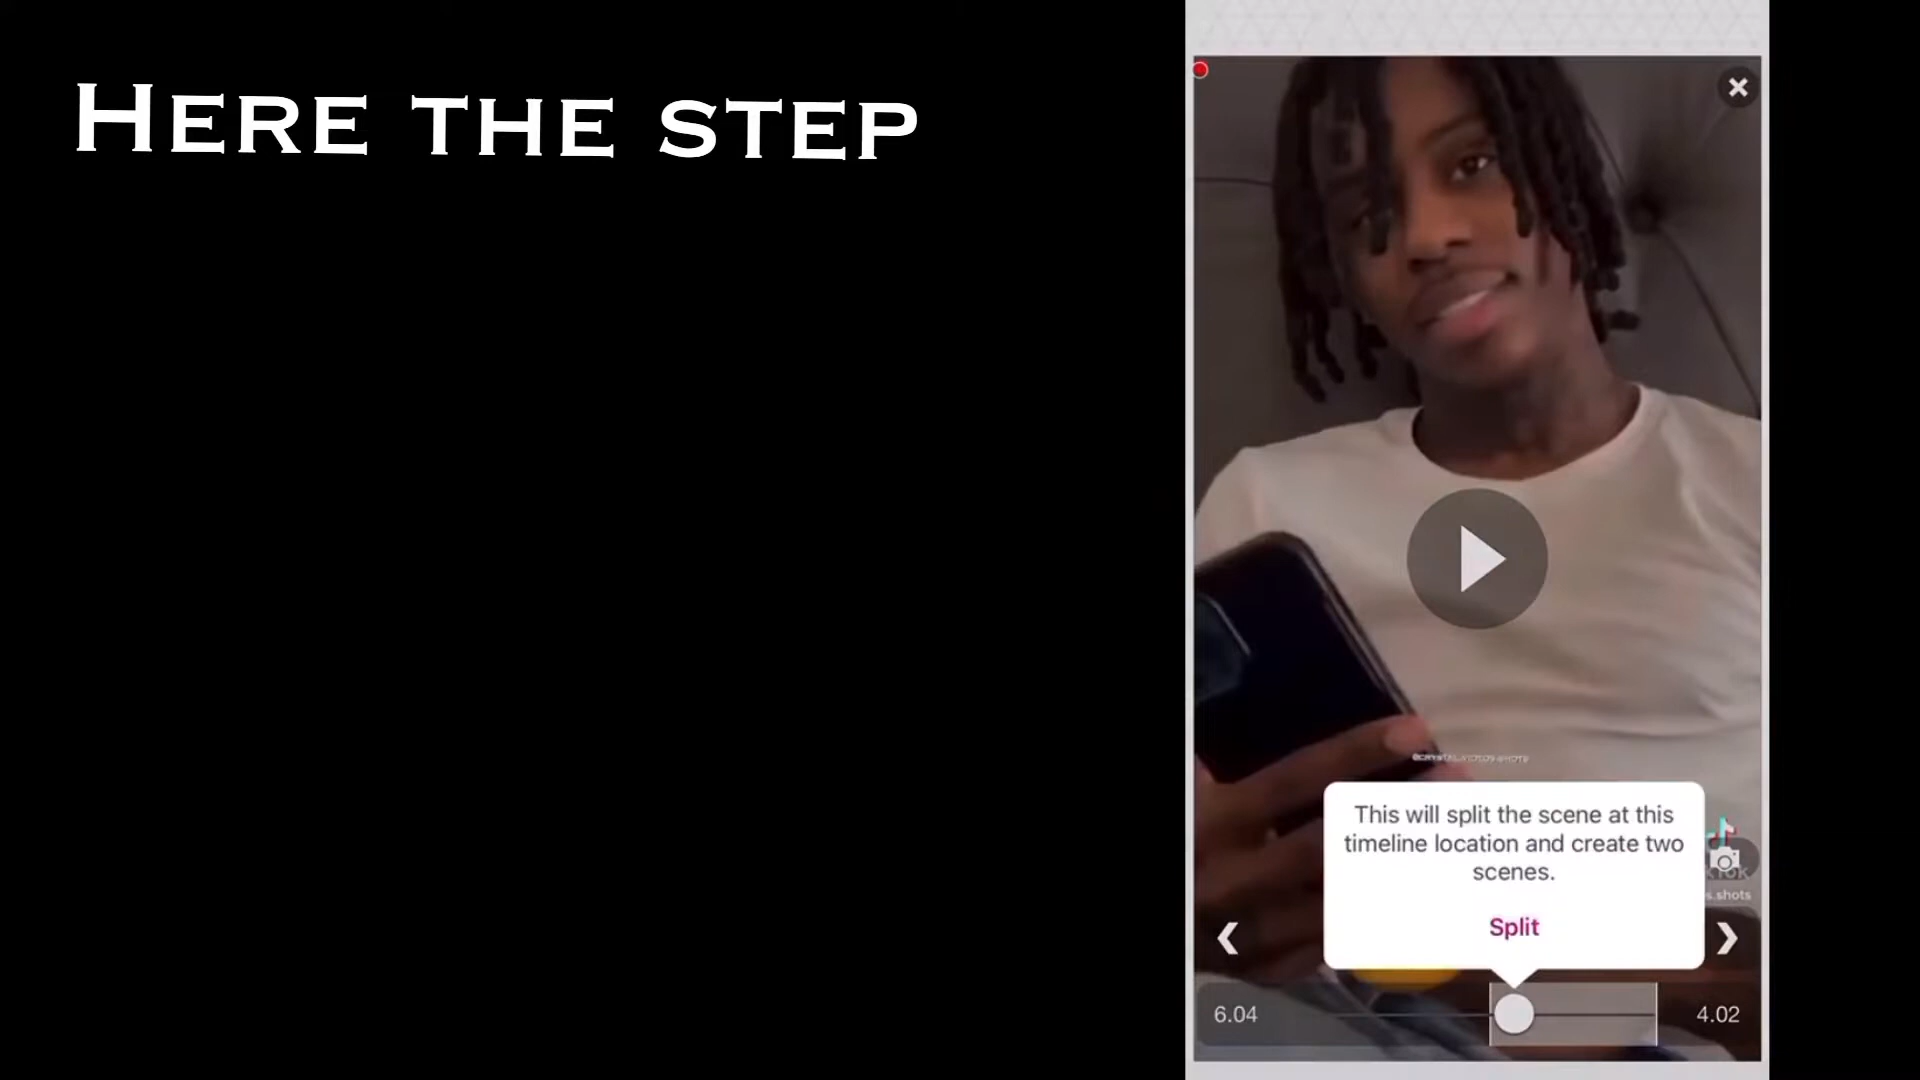 HERE THE STEP
This will split the scene at this
timeline location and create two
scenes.
s.shots
Split
6.04
4.02